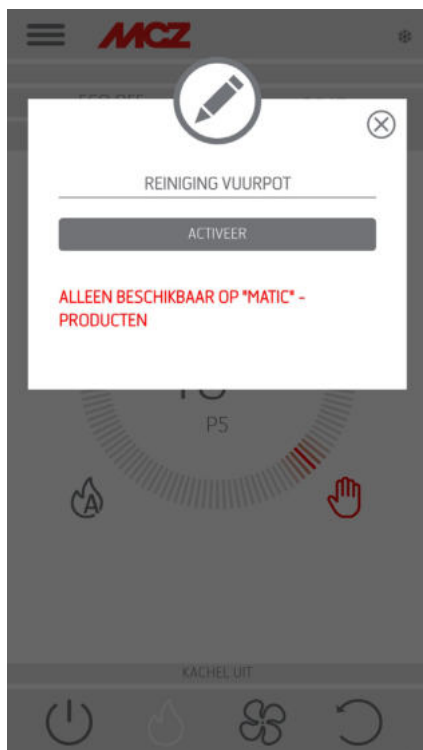 MCZ
REINIGING VUURPOT
ACTIVEER
ALLEEN BESCHIKBAAR OP "MATIC" -
PRODUCTEN
P5
A
KACHEL UIT